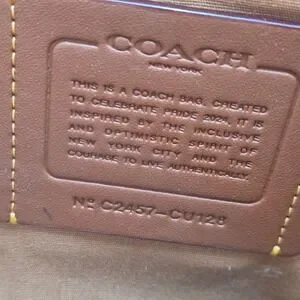 COACH
NEW YORK
THIS IS A COACH BAG, CREATED
TO CELEBRATE PRIDE 2024. IT IS
INSPIRED BY THE INCLUSIVE
AND OPTIMISTIC SPIRIT OF
NEW YORK CITY AND THE
COURAGE TO LIVE AUTHENTICALLY.
Nº C2457-CU128